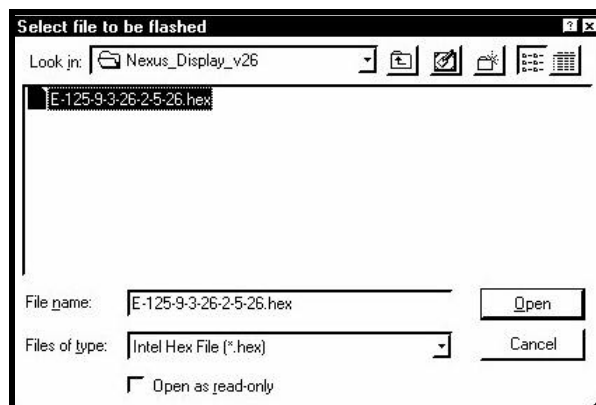 Select file to be flashed
Look in: Nexus_Display_v26
E-125-9-3-26-2-5-26.hex
File name: E-125-9-3-26-2-5-26.hex Open
Files of type: Intel Hex File (*.hex) Cancel
Open as read-only